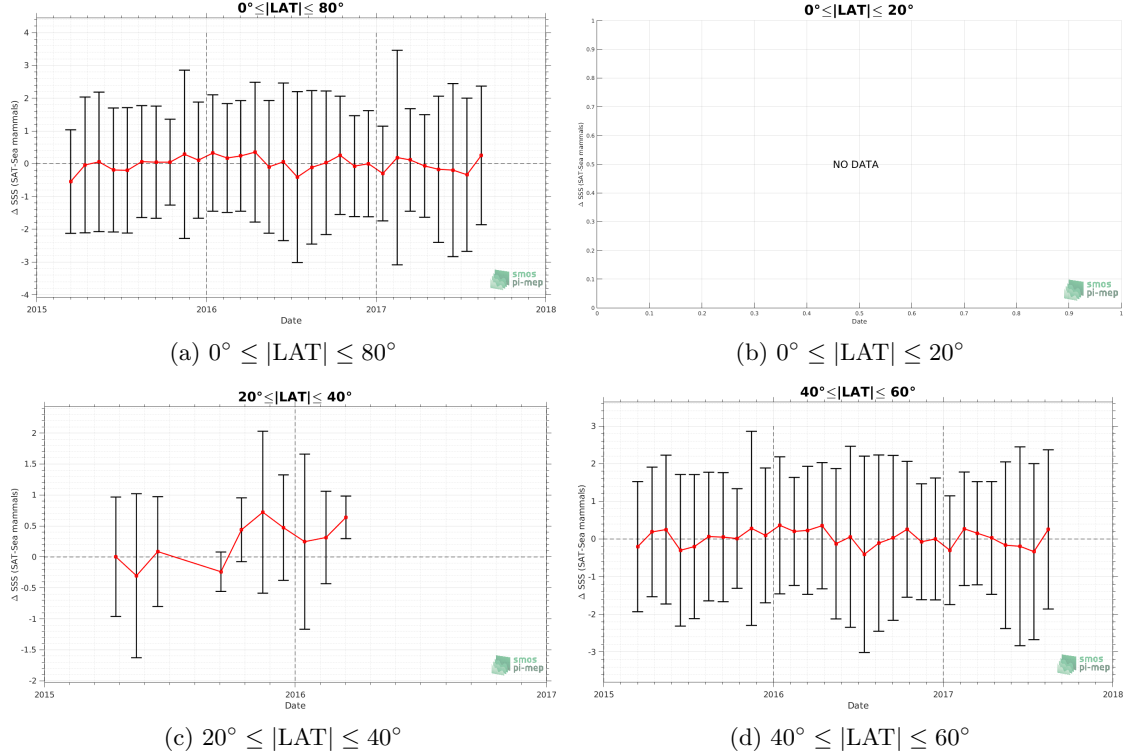 0°≤|LAT|≤ 80°
4
3
2
1
0
-1
-2
-3
-4
Δ SSS (SAT-Sea mammals)
2015
2016
2017
2018
Date
smos
pi-mep
(a) 0° ≤ |LAT| ≤ 80°
0°≤|LAT|≤ 20°
1
0.9
0.8
0.7
0.6
0.5
0.4
0.3
0.2
0.1
0
Δ SSS (SAT-Sea mammals)
NO DATA
0
0.1
0.2
0.3
0.4
0.5
0.6
0.7
0.8
0.9
1
Date
smos
pi-mep
(b) 0° ≤ |LAT| ≤ 20°
20°≤|LAT|≤ 40°
2
1.5
1
0.5
0
-0.5
-1
-1.5
-2
Δ SSS (SAT-Sea mammals)
2015
2016
2017
Date
smos
pi-mep
(c) 20° ≤ |LAT| ≤ 40°
40°≤|LAT|≤ 60°
3
2
1
0
-1
-2
-3
Δ SSS (SAT-Sea mammals)
2015
2016
2017
2018
Date
smos
pi-mep
(d) 40° ≤ |LAT| ≤ 60°